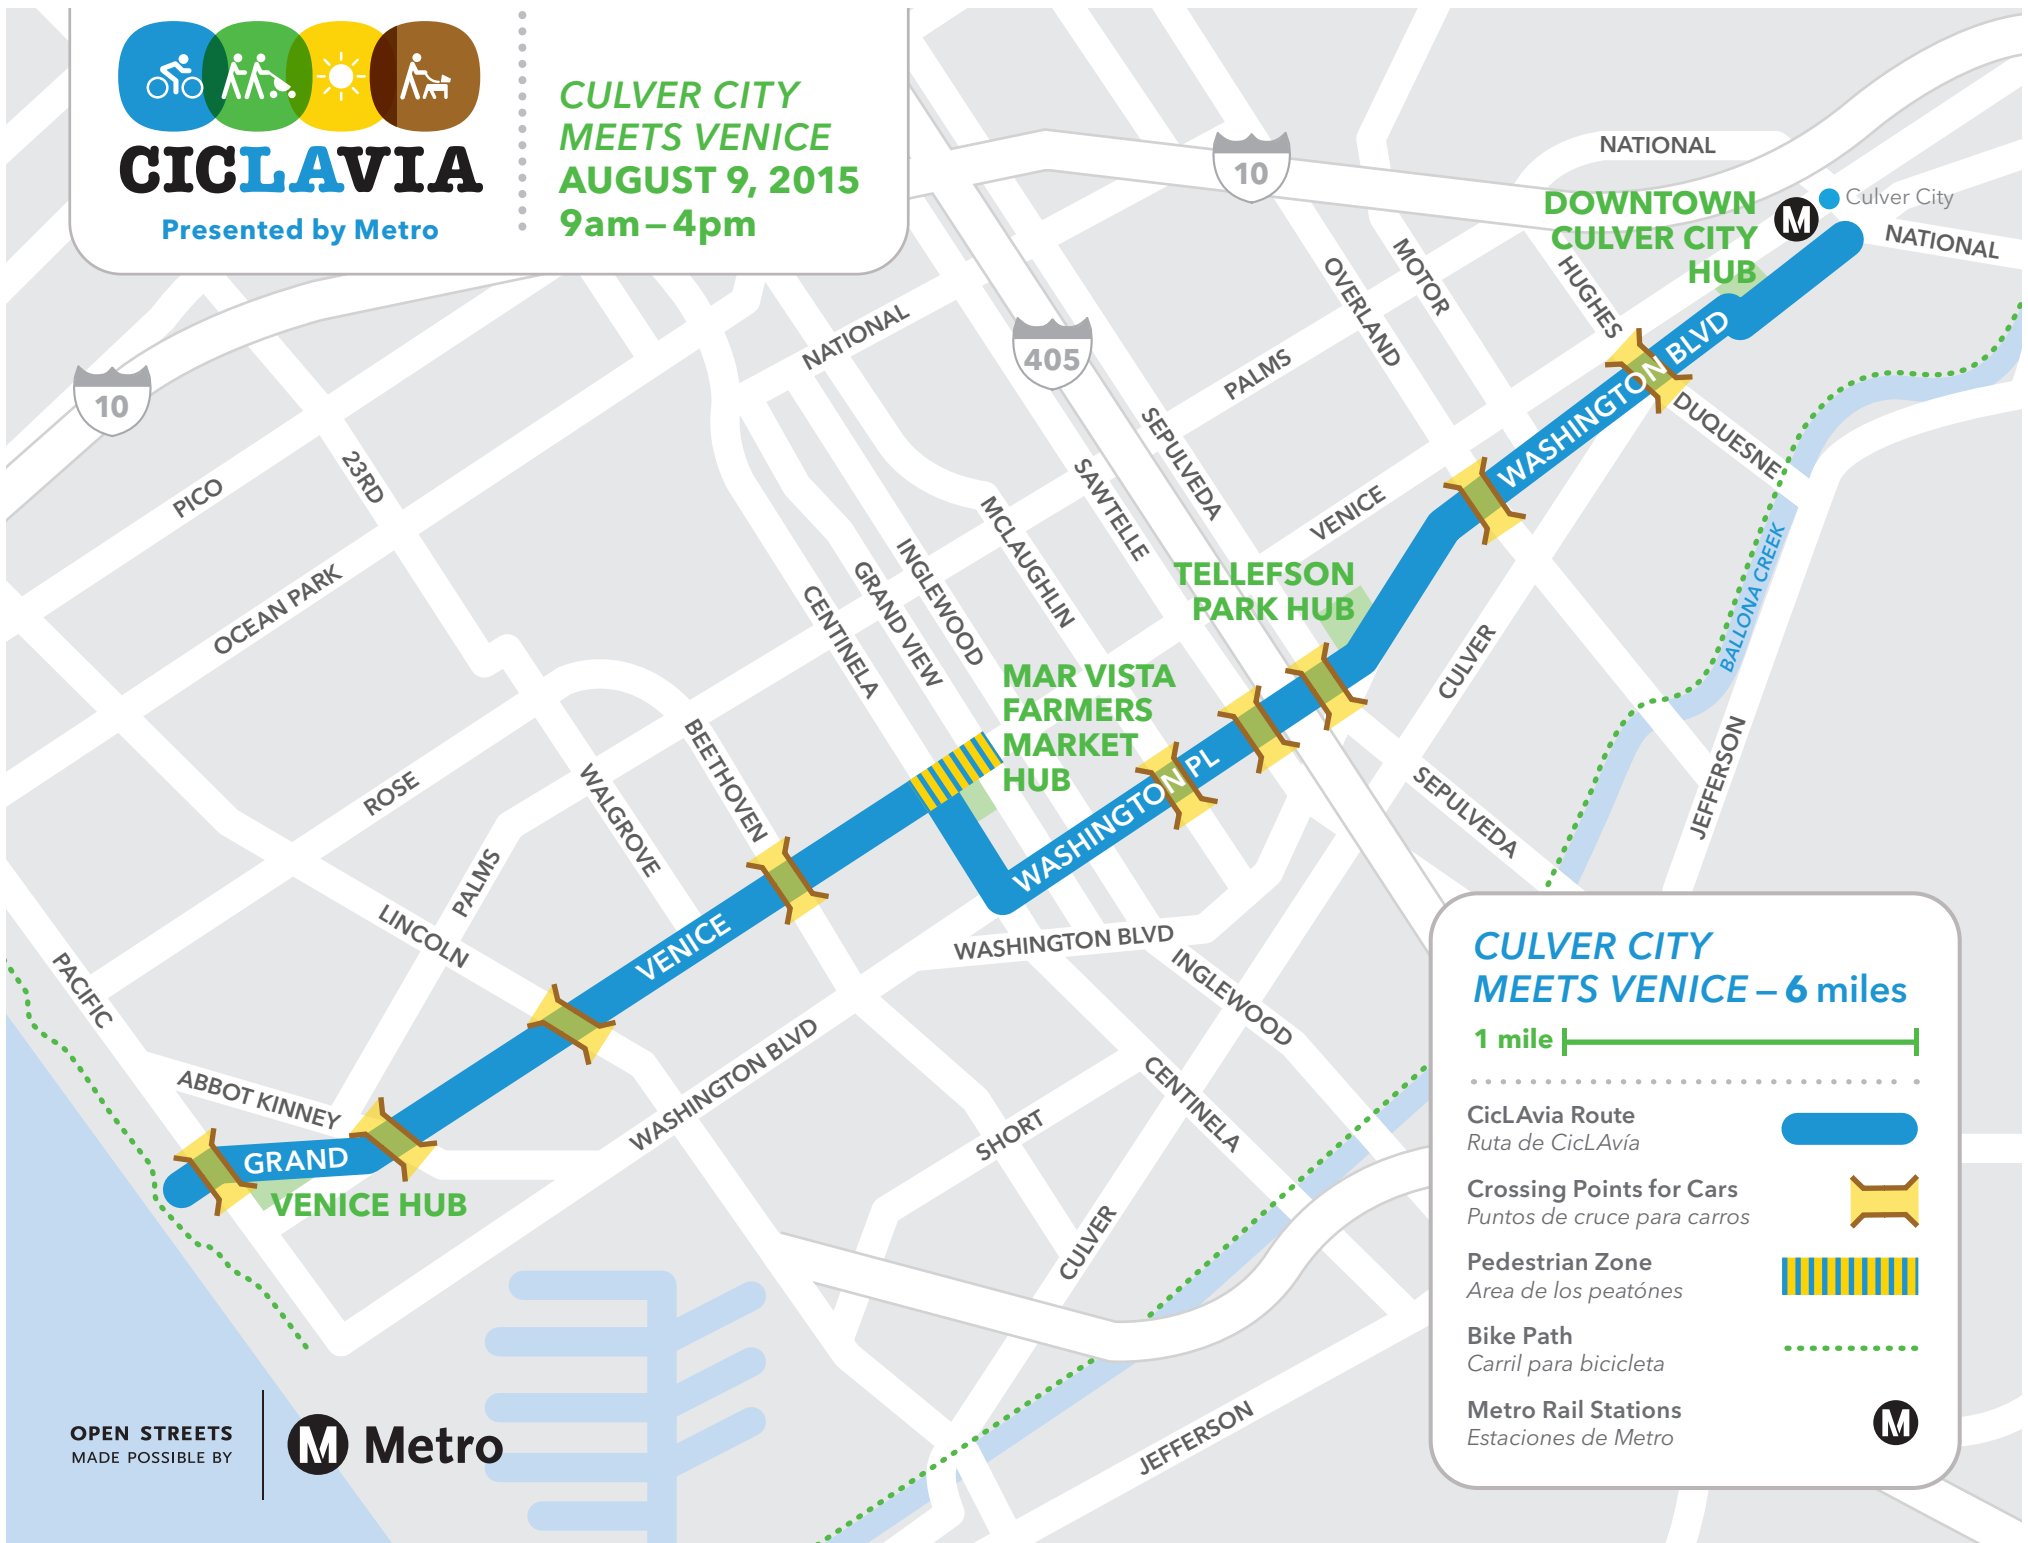 CICLAVIA
Presented by Metro
CULVER CITY
MEETS VENICE
AUGUST 9, 2015
9am – 4pm
10
NATIONAL
DOWNTOWN
CULVER CITY
HUB
M
Culver City
NATIONAL
HUGHES
MOTOR
OVERLAND
NATIONAL
405
10
PALMS
WASHINGTON BLVD
DUQUESNE
SEPULVEDA
SAWTELLE
VENICE
23RD
PICO
MCLAUGHLIN
INGLEWOOD
GRAND VIEW
CENTINELA
OCEAN PARK
TELLEFSON
PARK HUB
BALLONA CREEK
CULVER
MAR VISTA
FARMERS
MARKET
HUB
BEETHOVEN
WALGROVE
ROSE
WASHINGTON PL
SEPULVEDA
JEFFERSON
PALMS
LINCOLN
VENICE
WASHINGTON BLVD
INGLEWOOD
PACIFIC
ABBOT KINNEY
WASHINGTON BLVD
CENTINELA
SHORT
GRAND
VENICE HUB
CULVER
JEFFERSON
CULVER CITY
MEETS VENICE – 6 miles
1 mile
CicLAvia Route
Ruta de CicLAvía
Crossing Points for Cars
Puntos de cruce para carros
Pedestrian Zone
Area de los peatónes
Bike Path
Carril para bicicleta
Metro Rail Stations
Estaciones de Metro
M
OPEN STREETS
MADE POSSIBLE BY
M Metro